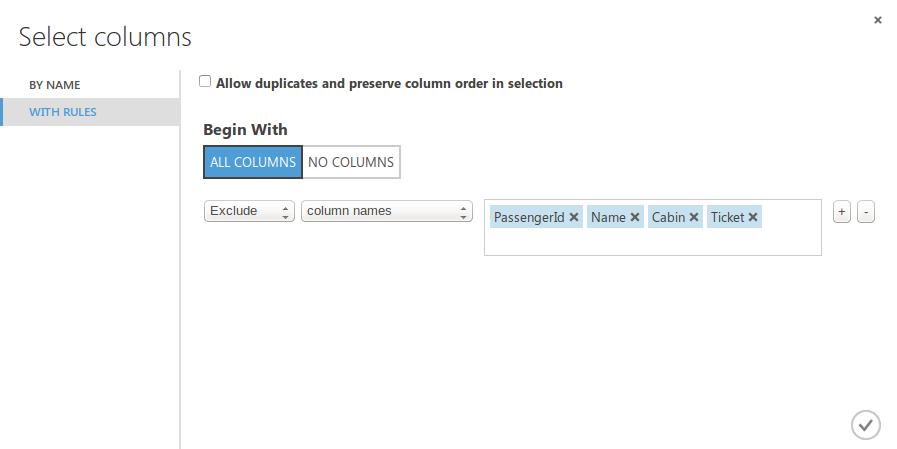 Select columns
BY NAME
WITH RULES
Allow duplicates and preserve column order in selection
Begin With
ALL COLUMNS NO COLUMNS
Exclude column names PassengerId Name Cabin Ticket + -